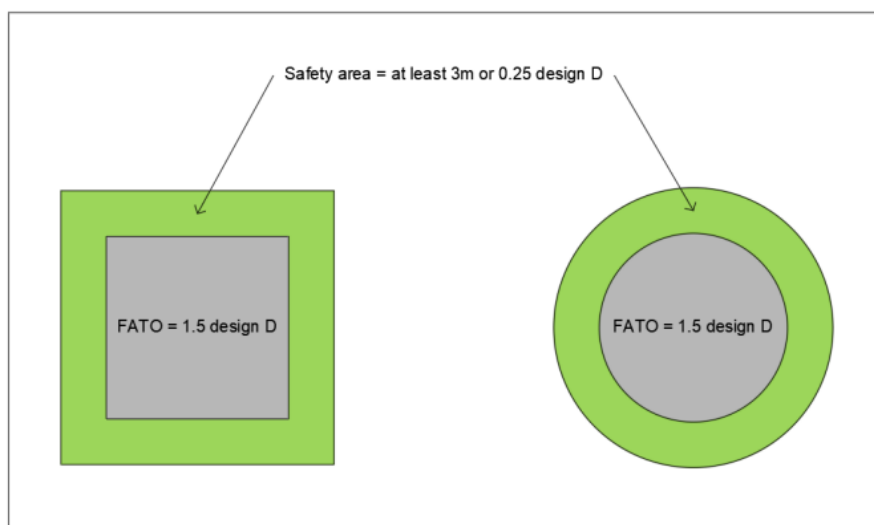 Safety area = at least 3m or 0.25 design D
FATO = 1.5 design D
FATO = 1.5 design D